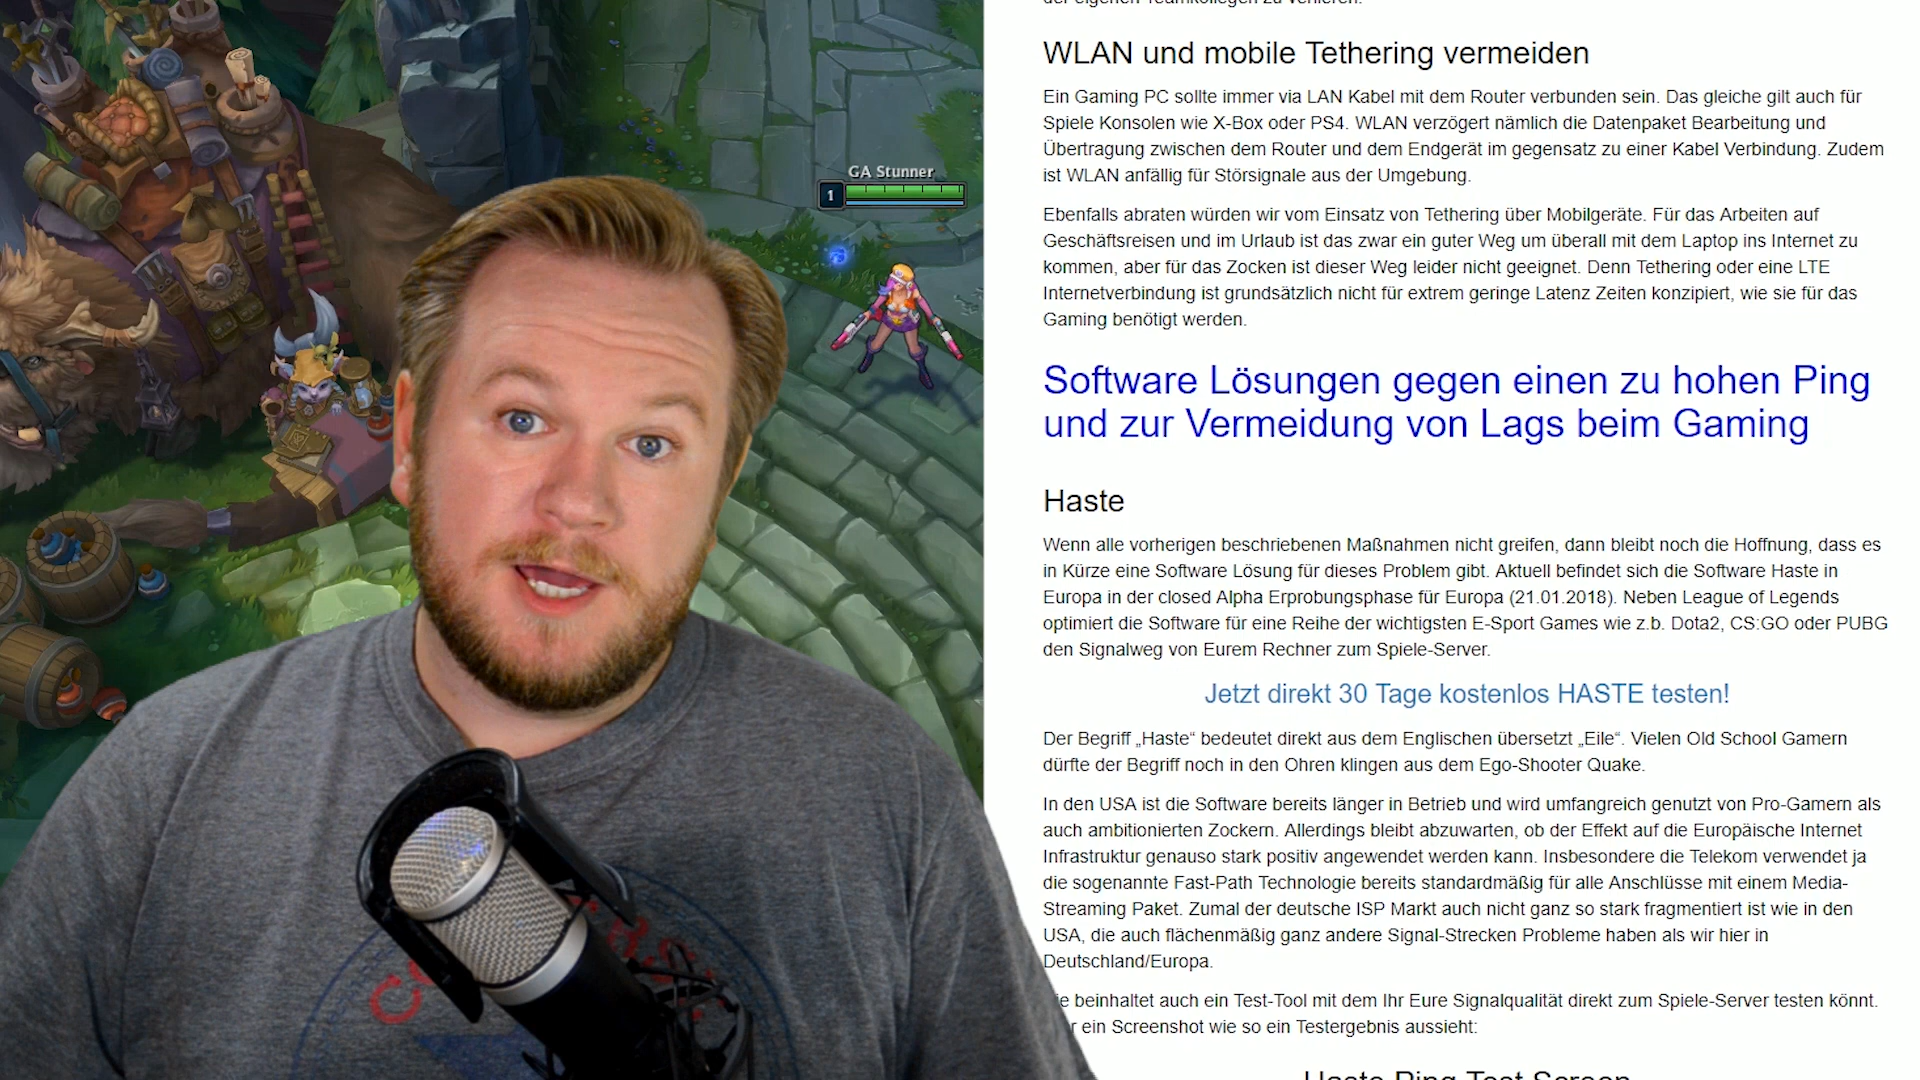 der eigenen Teamkollegen zu verlieren.
WLAN und mobile Tethering vermeiden
Ein Gaming PC sollte immer via LAN Kabel mit dem Router verbunden sein. Das gleiche gilt auch für
Spiele Konsolen wie X-Box oder PS4. WLAN verzögert nämlich die Datenpaket Bearbeitung und
Übertragung zwischen dem Router und dem Endgerät im gegensatz zu einer Kabel Verbindung. Zudem
ist WLAN anfällig für Störsignale aus der Umgebung.
Ebenfalls abraten würden wir vom Einsatz von Tethering über Mobilgeräte. Für das Arbeiten auf
Geschäftsreisen und im Urlaub ist das zwar ein guter Weg um überall mit dem Laptop ins Internet zu
kommen, aber für das Zocken ist dieser Weg leider nicht geeignet. Denn Tethering oder eine LTE
Internetverbindung ist grundsätzlich nicht für extrem geringe Latenz Zeiten konzipiert, wie sie für das
Gaming benötigt werden.
Software Lösungen gegen einen zu hohen Ping
und zur Vermeidung von Lags beim Gaming
Haste
Wenn alle vorherigen beschriebenen Maßnahmen nicht greifen, dann bleibt noch die Hoffnung, dass es
in Kürze eine Software Lösung für dieses Problem gibt. Aktuell befindet sich die Software Haste in
Europa in der closed Alpha Erprobungsphase für Europa (21.01.2018). Neben League of Legends
optimiert die Software für eine Reihe der wichtigsten E-Sport Games wie z.b. Dota2, CS:GO oder PUBG
den Signalweg von Eurem Rechner zum Spiele-Server.
Jetzt direkt 30 Tage kostenlos HASTE testen!
Der Begriff „Haste“ bedeutet direkt aus dem Englischen übersetzt „Eile“. Vielen Old School Gamern
dürfte der Begriff noch in den Ohren klingen aus dem Ego-Shooter Quake.
In den USA ist die Software bereits länger in Betrieb und wird umfangreich genutzt von Pro-Gamern als
auch ambitionierten Zockern. Allerdings bleibt abzuwarten, ob der Effekt auf die Europäische Internet
Infrastruktur genauso stark positiv angewendet werden kann. Insbesondere die Telekom verwendet ja
die sogenannte Fast-Path Technologie bereits standardmäßig für alle Anschlüsse mit einem Media-
Streaming Paket. Zumal der deutsche ISP Markt auch nicht ganz so stark fragmentiert ist wie in den
USA, die auch flächenmäßig ganz andere Signal-Strecken Probleme haben als wir hier in
Deutschland/Europa.
beinhaltet auch ein Test-Tool mit dem Ihr Eure Signalqualität direkt zum Spiele-Server testen könnt.
ein Screenshot wie so ein Testergebnis aussieht:
Haste Ping Test Screen
GA Stunner
1